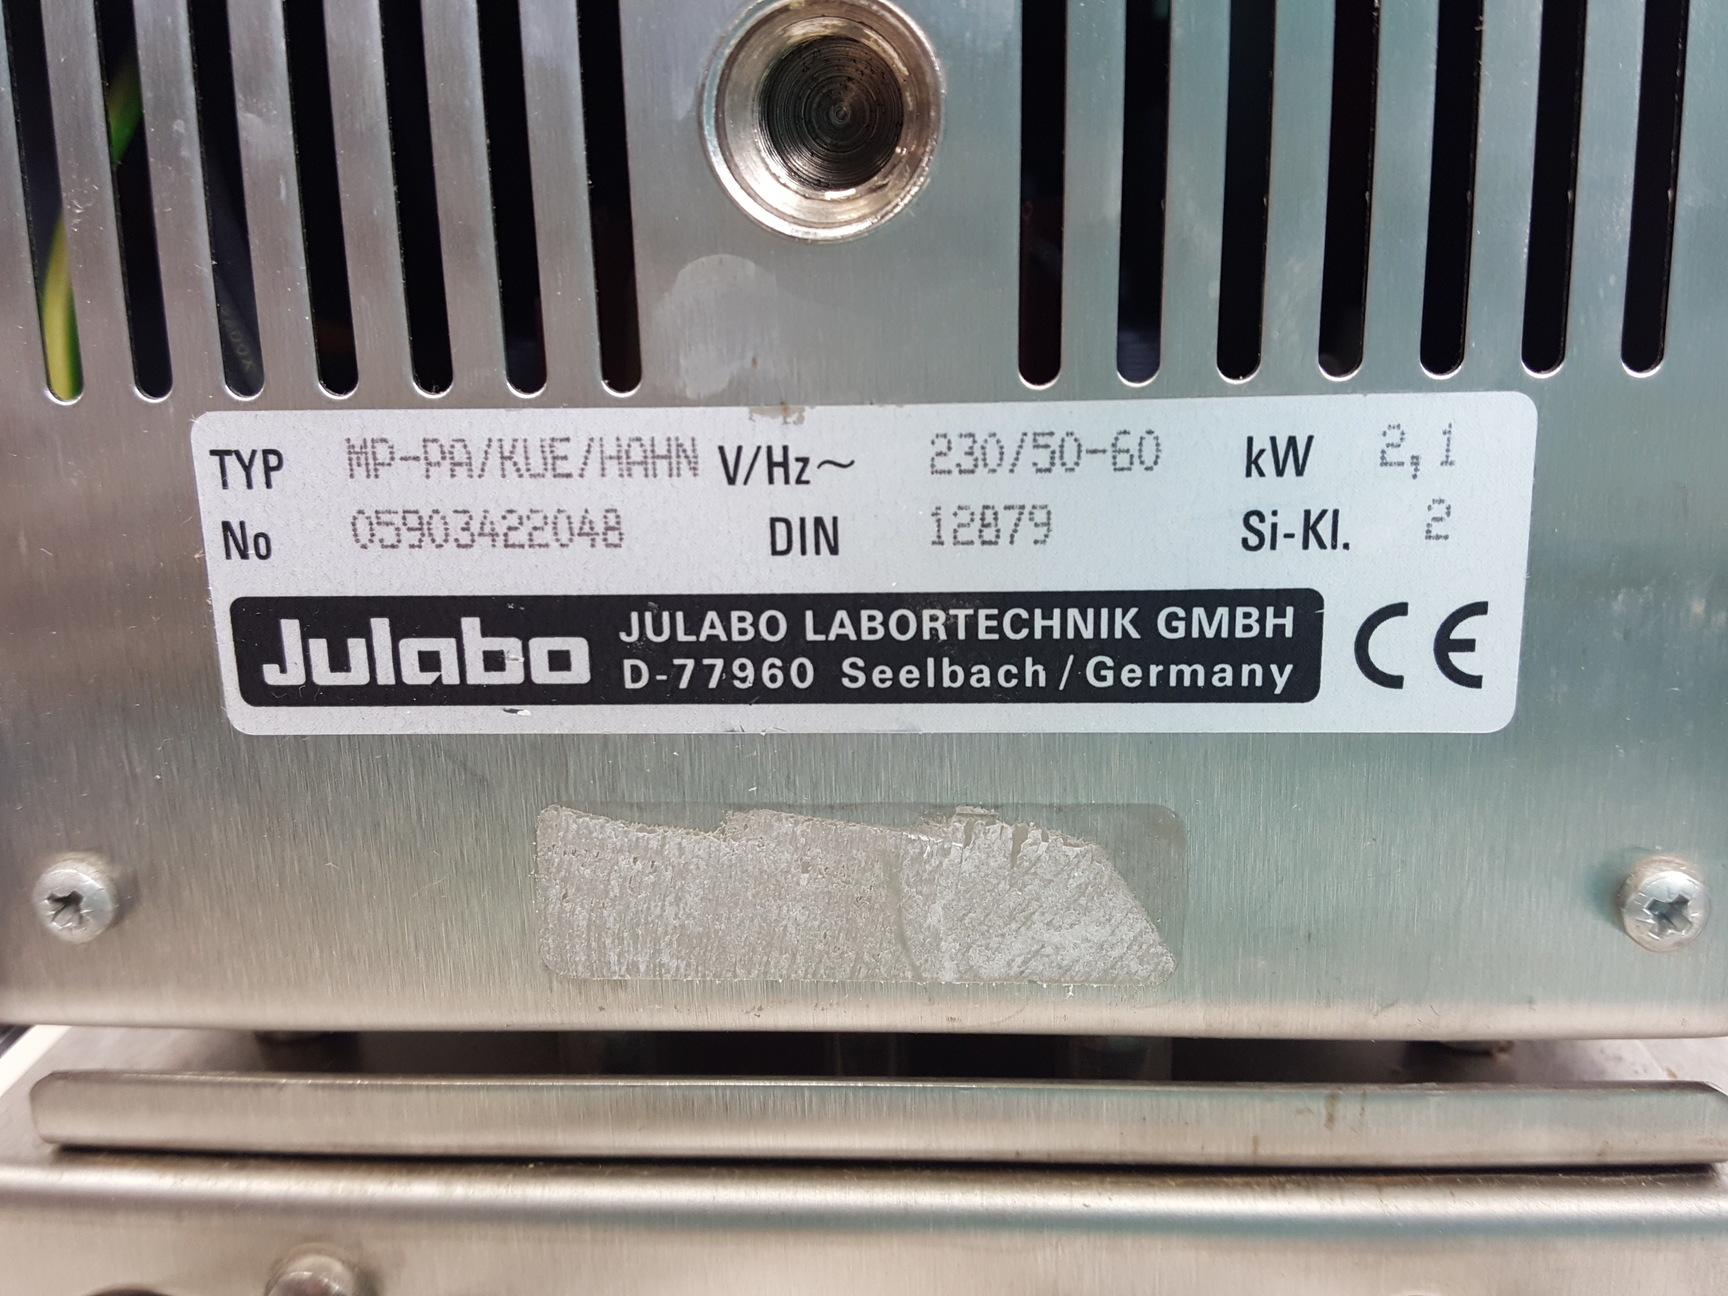 TYP MP-PA/KUE/HAHN V/Hz~ 230/50-60 kW 2,1
No 05903422048 DIN 12879 Si-Kl. 2
Julabo JULABO LABORTECHNIK GMBH CE
D-77960 Seelbach/Germany